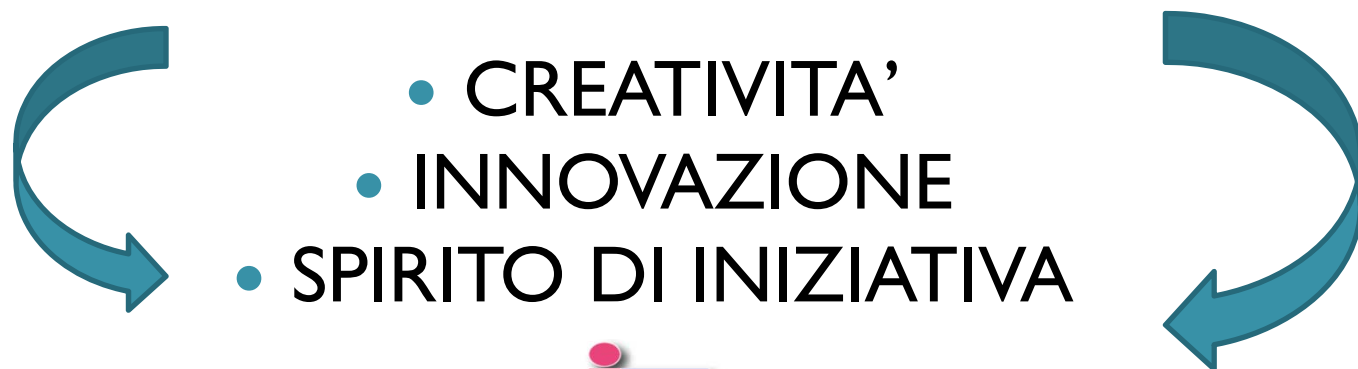 • CREATIVITA’
• INNOVAZIONE
• SPIRITO DI INIZIATIVA